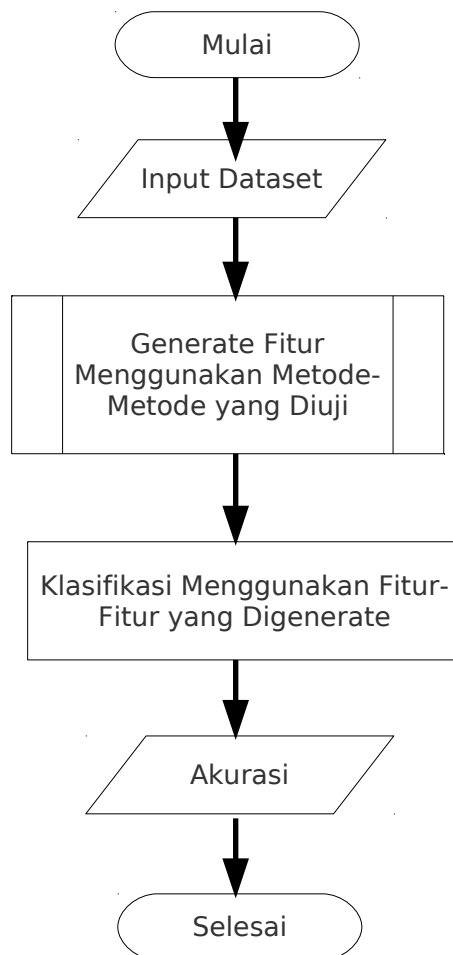 Mulai
Input Dataset
Generate Fitur
Menggunakan Metode-
Metode yang Diuji
Klasifikasi Menggunakan Fitur-
Fitur yang Digenerate
Akurasi
Selesai